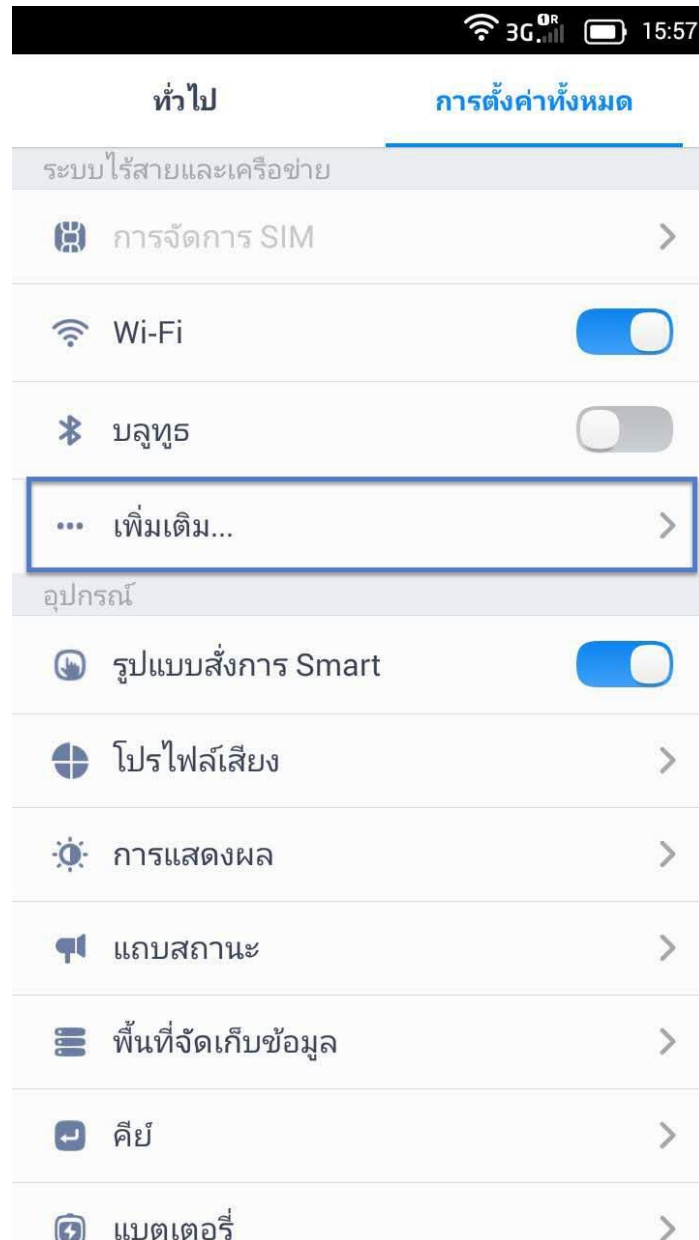 3G R 15:57
ทั่วไป การตั้งค่าทั้งหมด
ระบบไร้สายและเครือข่าย
การจัดการ SIM
Wi-Fi
บลูทูธ
... เพิ่มเติม...
อุปกรณ์
รูปแบบสั่งการ Smart
โปรไฟล์เสียง
การแสดงผล
แถบสถานะ
พื้นที่จัดเก็บข้อมูล
คีย์
แบตเตอรี่